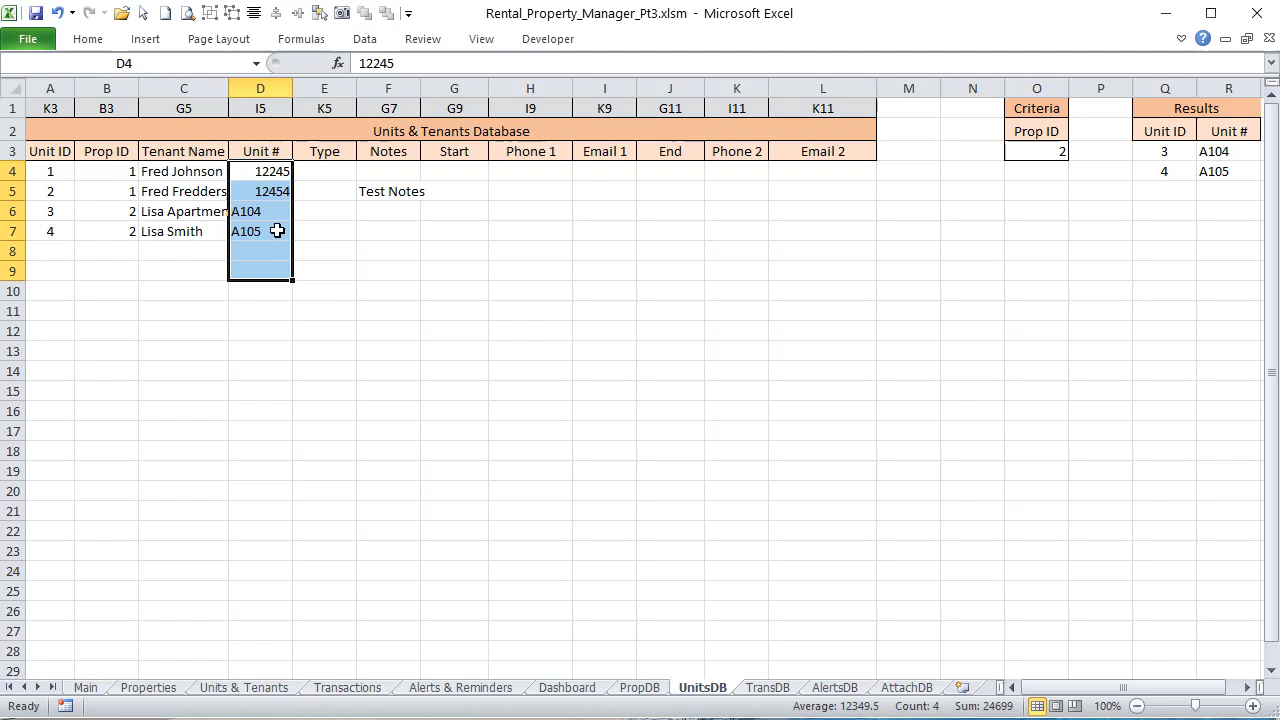 Rental_Property_Manager_Pt3.xlsm - Microsoft Excel
File Home Insert Page Layout Formulas Data Review View Developer
D4 fx 12245
A B C D E F G H I J K L M N O P Q R
1 K3 B3 G5 I5 K5 G7 G9 I9 K9 G11 I11 K11 Criteria Results
2 Units & Tenants Database Prop ID Unit ID Unit #
3 Unit ID Prop ID Tenant Name Unit # Type Notes Start Phone 1 Email 1 End Phone 2 Email 2 2 3 A104
4 1 1 Fred Johnson 12245 4 A105
5 2 1 Fred Fredders 12454 Test Notes
6 3 2 Lisa Apartmen A104
7 4 2 Lisa Smith A105
8
9
10
11
12
13
14
15
16
17
18
19
20
21
22
23
24
25
26
27
28
29
Main Properties Units & Tenants Transactions Alerts & Reminders Dashboard PropDB UnitsDB TransDB AlertsDB AttachDB
Ready Average: 12349.5 Count: 4 Sum: 24699 100%